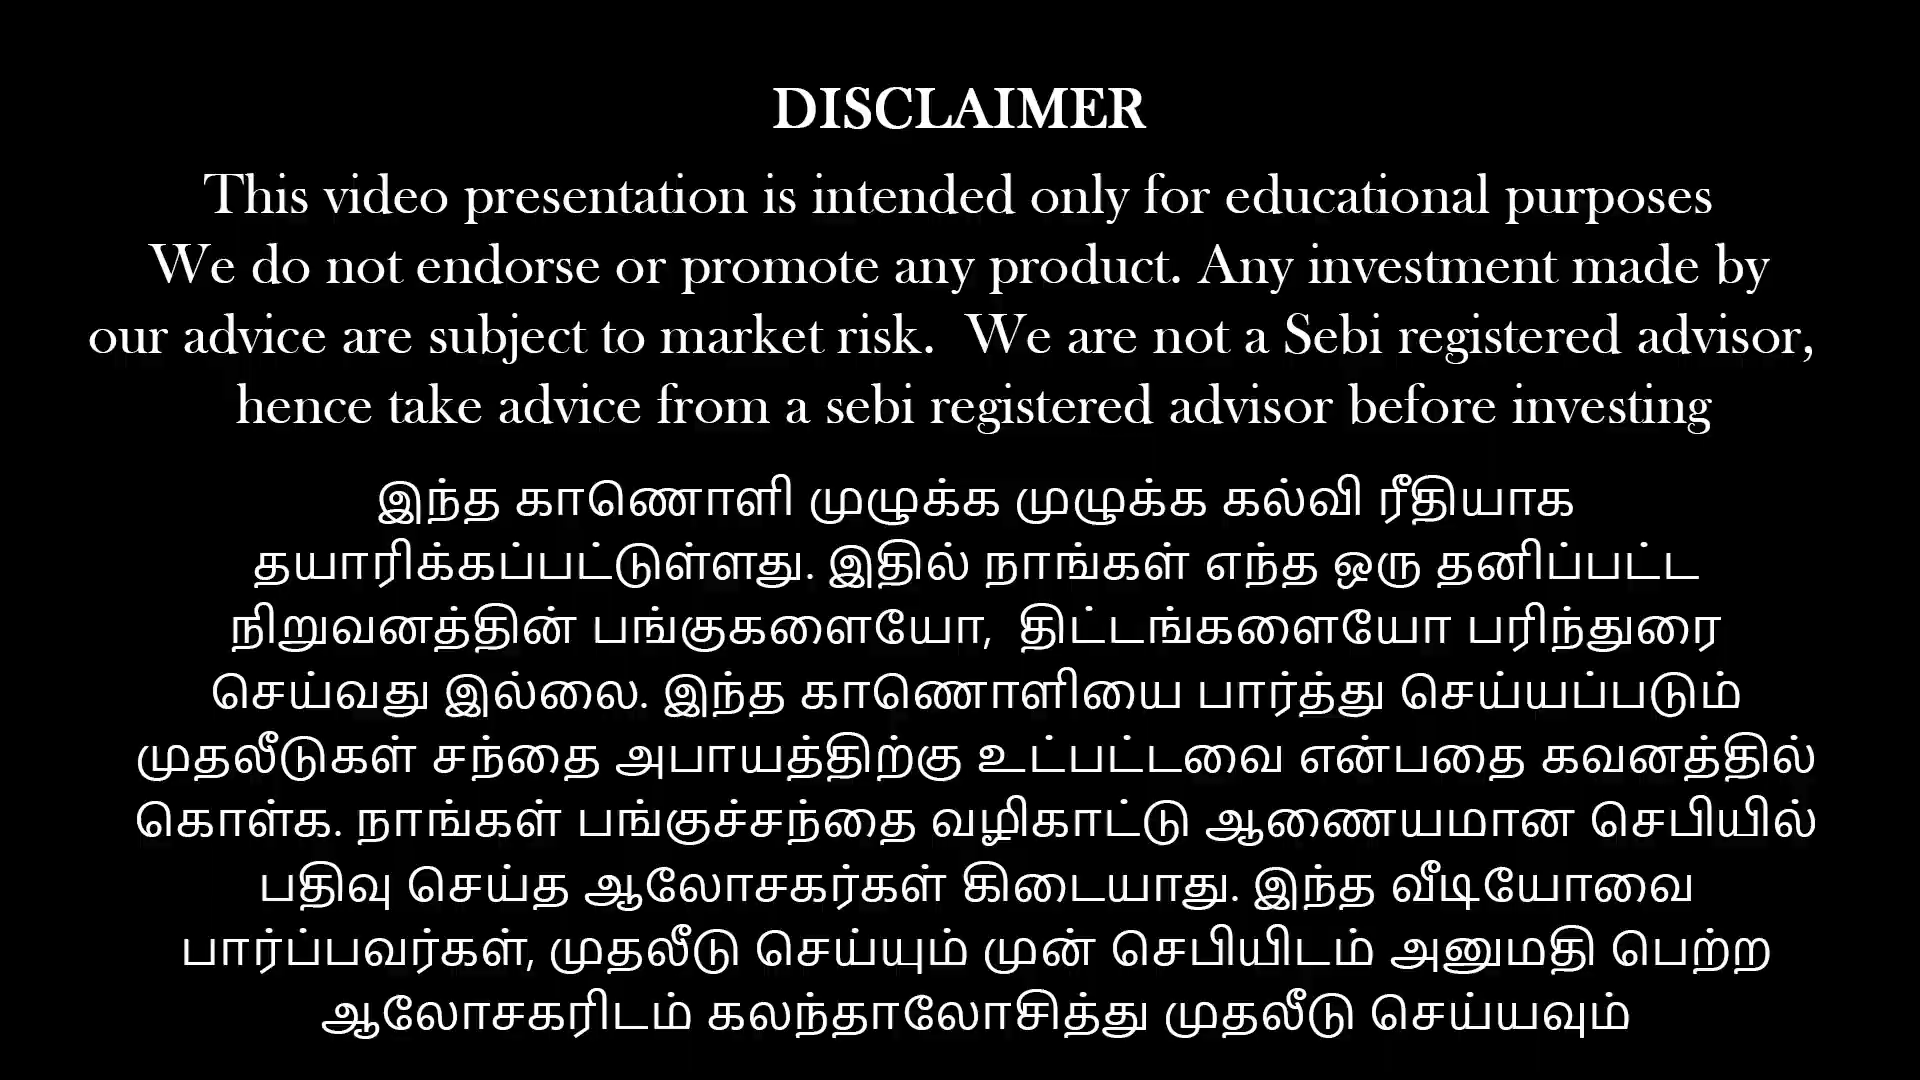 DISCLAIMER
This video presentation is intended only for educational purposes
We do not endorse or promote any product. Any investment made by
our advice are subject to market risk.  We are not a Sebi registered advisor,
hence take advice from a sebi registered advisor before investing
இந்த காணொளி முழுக்க முழுக்க கல்வி ரீதியாக
தயாரிக்கப்பட்டுள்ளது. இதில் நாங்கள் எந்த ஒரு தனிப்பட்ட
நிறுவனத்தின் பங்குகளையோ,  திட்டங்களையோ பரிந்துரை
செய்வது இல்லை. இந்த காணொளியை பார்த்து செய்யப்படும்
முதலீடுகள் சந்தை அபாயத்திற்கு உட்பட்டவை என்பதை கவனத்தில்
கொள்க. நாங்கள் பங்குச்சந்தை வழிகாட்டு ஆணையமான செபியில்
பதிவு செய்த ஆலோசகர்கள் கிடையாது. இந்த வீடியோவை
பார்ப்பவர்கள், முதலீடு செய்யும் முன் செபியிடம் அனுமதி பெற்ற
ஆலோசகரிடம் கலந்தாலோசித்து முதலீடு செய்யவும்